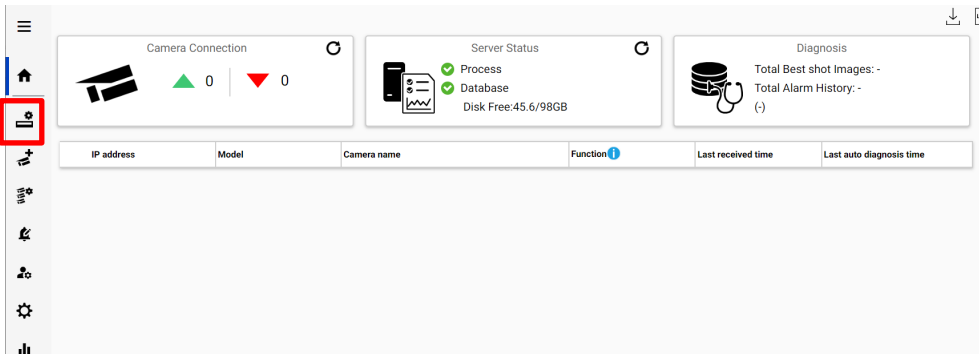 Camera Connection
0
0
Server Status
Process
Database
Disk Free:45.6/98GB
Diagnosis
Total Best shot Images: -
Total Alarm History: -
(-)
IP address Model Camera name Function Last received time Last auto diagnosis time